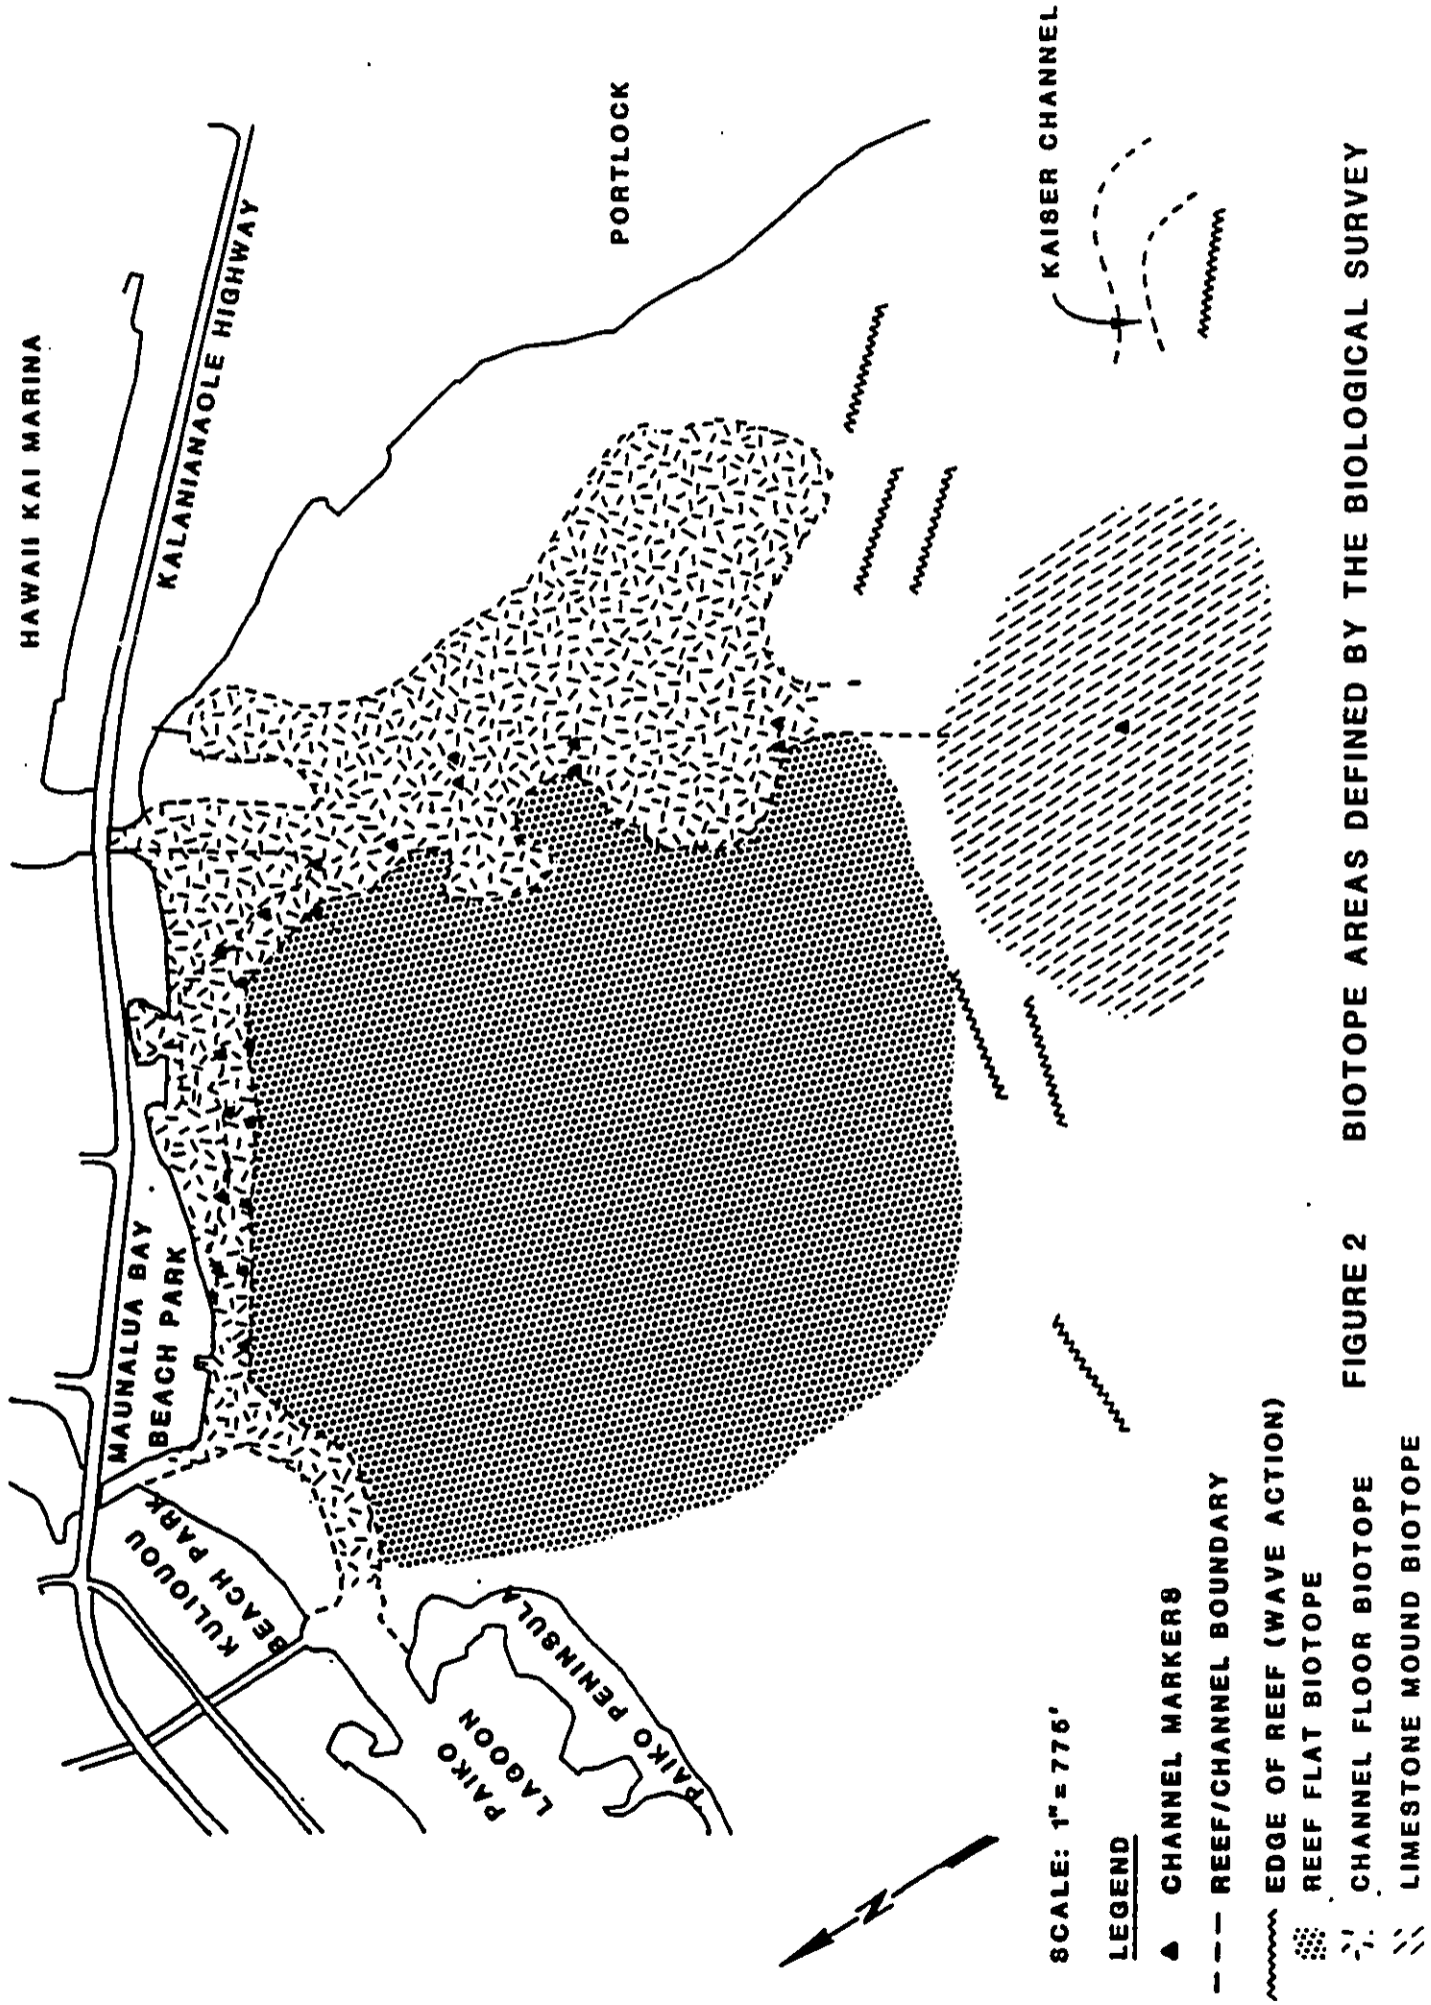 HAWAII KAI MARINA
KALANIANAOLE HIGHWAY
PORTLOCK
KAISER CHANNEL
MAUNALUA BAY
BEACH PARK
KULIOUOU
BEACH PARK
PAIKO
LAGOON
PAIKO PENINSULA
N
SCALE: 1" = 775'
LEGEND
CHANNEL MARKERS
REEF/CHANNEL BOUNDARY
EDGE OF REEF (WAVE ACTION)
REEF FLAT BIOTOPE
CHANNEL FLOOR BIOTOPE
LIMESTONE MOUND BIOTOPE
FIGURE 2 BIOTOPE AREAS DEFINED BY THE BIOLOGICAL SURVEY